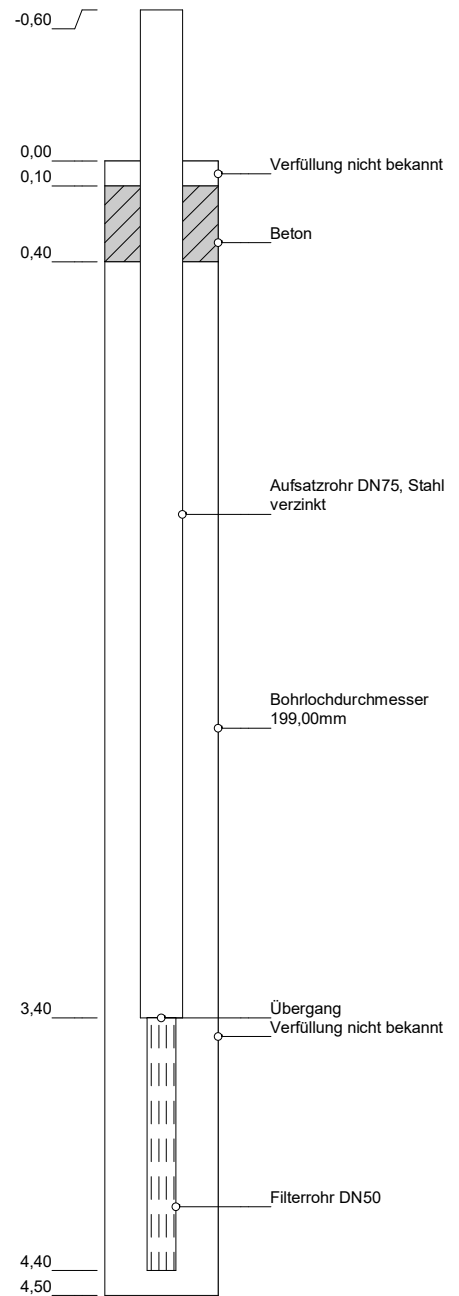 -0,60
0,00
Verfüllung nicht bekannt
0,10
Beton
0,40
Aufsatzrohr DN75, Stahl
verzinkt
Bohrlochdurchmesser
199,00mm
3,40
Übergang
Verfüllung nicht bekannt
Filterrohr DN50
4,40
4,50